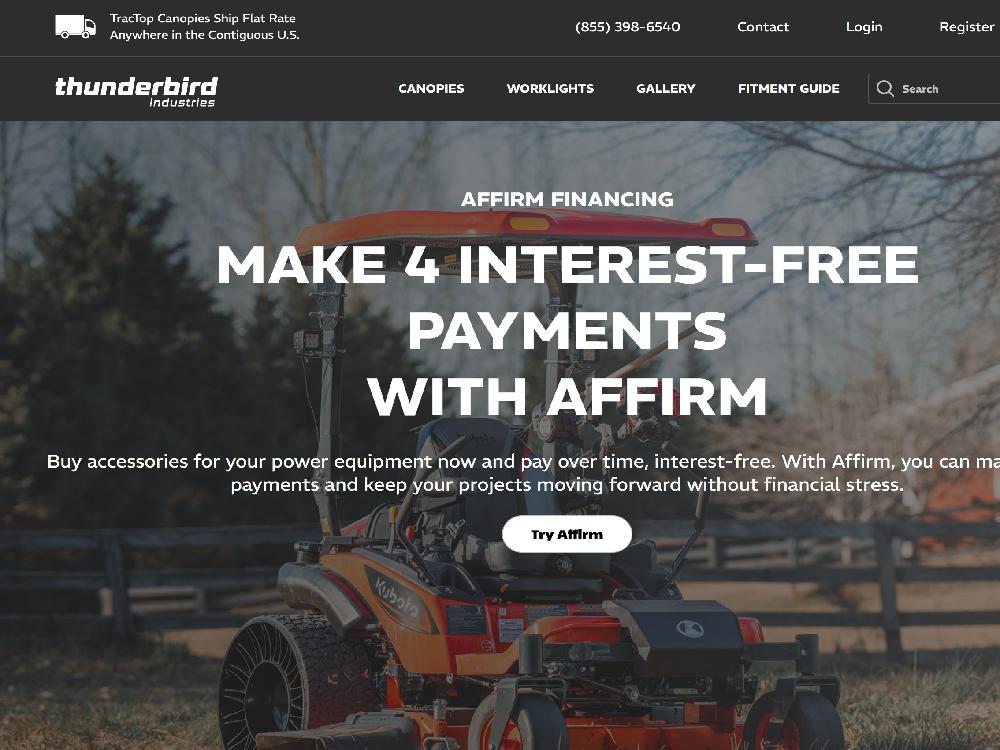 TracTop Canopies Ship Flat Rate
Anywhere in the Contiguous U.S.
(855) 398-6540
Contact
Login
Register
thunderbird
industries
CANOPIES
WORKLIGHTS
GALLERY
FITMENT GUIDE
Search
AFFIRM FINANCING
MAKE 4 INTEREST-FREE
PAYMENTS
WITH AFFIRM
Buy accessories for your power equipment now and pay over time, interest-free. With Affirm, you can ma
payments and keep your projects moving forward without financial stress.
Try Affirm
Kubota